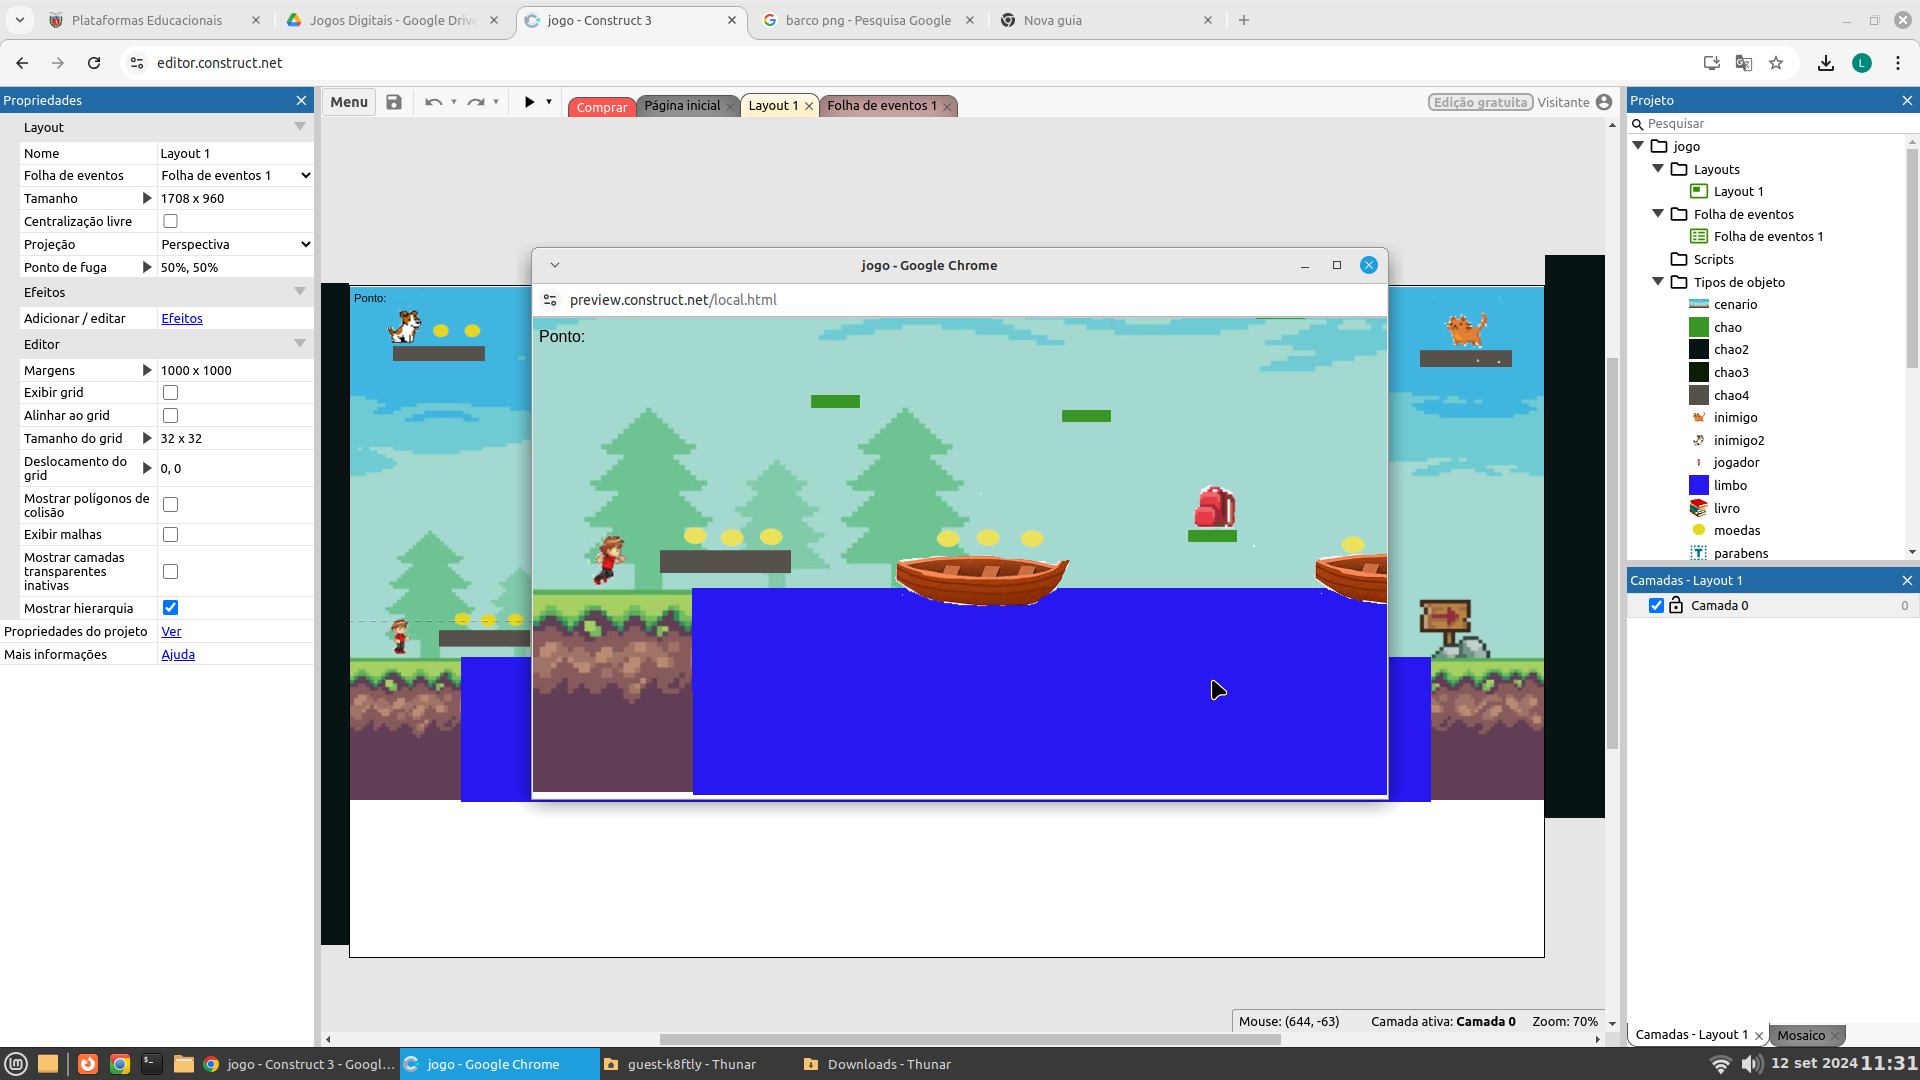 Plataformas Educacionais
Jogos Digitais - Google Drive
jogo - Construct 3
barco png - Pesquisa Google
Nova guia
editor.construct.net
L
Propriedades
Menu
Comprar
Página inicial
Layout 1
Folha de eventos 1
Edição gratuita
Visitante
Projeto
Layout
Nome
Layout 1
Folha de eventos
Folha de eventos 1
Tamanho
1708 x 960
Centralização livre
Projeção
Perspectiva
Ponto de fuga
50%, 50%
Efeitos
Adicionar / editar
Efeitos
Editor
Margens
1000 x 1000
Exibir grid
Alinhar ao grid
Tamanho do grid
32 x 32
Deslocamento do
grid
0, 0
Mostrar polígonos de
colisão
Exibir malhas
Mostrar camadas
transparentes
inativas
Mostrar hierarquia
Propriedades do projeto
Ver
Mais informações
Ajuda
Ponto:
jogo - Google Chrome
preview.construct.net/local.html
Ponto:
Pesquisar
jogo
Layouts
Layout 1
Folha de eventos
Folha de eventos 1
Scripts
Tipos de objeto
cenario
chao
chao2
chao3
chao4
inimigo
inimigo2
jogador
limbo
livro
moedas
parabens
Camadas - Layout 1
Camada 0
0
Mouse: (644, -63)
Camada ativa: Camada 0
Zoom: 70%
Camadas - Layout 1
Mosaico
jogo - Construct 3 - Googl...
jogo - Google Chrome
guest-k8ftly - Thunar
Downloads - Thunar
12 set 2024
11:31